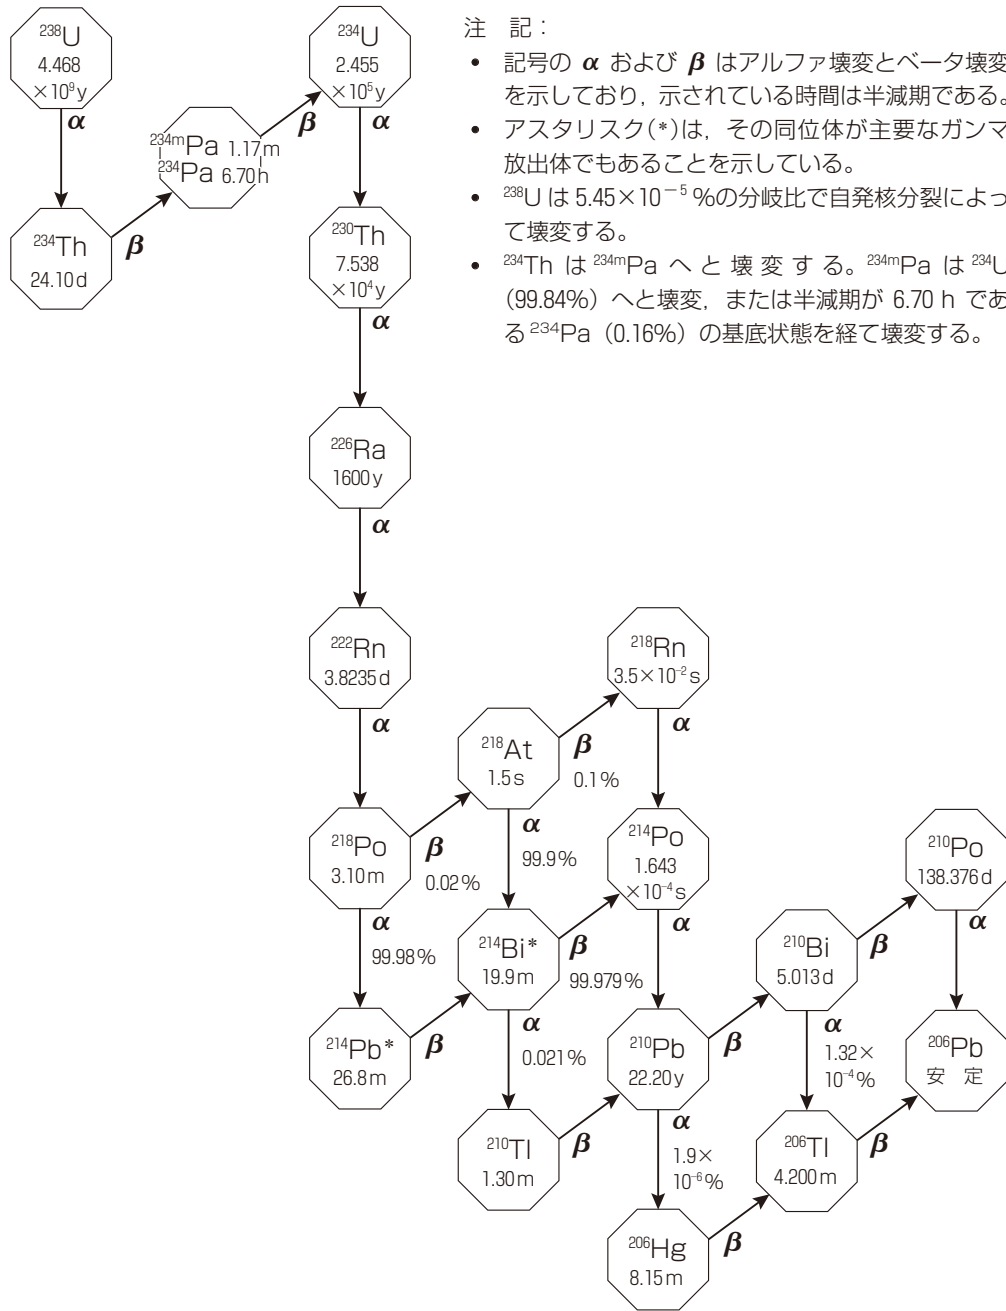 注　記：
• 記号の α および β はアルファ壊変とベータ壊変
を示しており，示されている時間は半減期である。
• アスタリスク(*)は，その同位体が主要なガンマ
放出体でもあることを示している。
• ²³⁸U は 5.45×10⁻⁵ %の分岐比で自発核分裂によっ
て壊変する。
• ²³⁴Th は ²³⁴ᵐPa へと壊変する。²³⁴ᵐPa は ²³⁴U
(99.84%) へと壊変，または半減期が 6.70 h であ
る ²³⁴Pa (0.16%) の基底状態を経て壊変する。
²³⁸U
4.468
×10⁹y
α
²³⁴Th
24.10d
β
²³⁴ᵐPa 1.17m
²³⁴Pa 6.70h
β
²³⁴U
2.455
×10⁵y
α
²³⁰Th
7.538
×10⁴y
α
²²⁶Ra
1600y
α
²²²Rn
3.8235d
α
²¹⁸Po
3.10m
β
0.02%
α
99.98%
²¹⁸At
1.5s
β
0.1%
α
99.9%
²¹⁸Rn
3.5×10⁻²s
α
²¹⁴Pb*
26.8m
β
²¹⁴Bi*
19.9m
β
99.979%
α
0.021%
²¹⁴Po
1.643
×10⁻⁴s
α
²¹⁰Tl
1.30m
β
²¹⁰Pb
22.20y
β
α
1.9×
10⁻⁶%
²¹⁰Bi
5.013d
β
α
1.32×
10⁻⁴%
²¹⁰Po
138.376d
α
²⁰⁶Hg
8.15m
β
²⁰⁶Tl
4.200m
β
²⁰⁶Pb
安　定